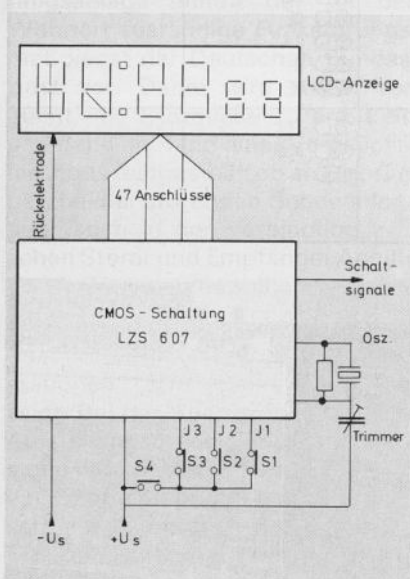 LCD-Anzeige
Rückelektrode
47 Anschlüsse
Schalt-
signale
CMOS-Schaltung
LZS 607
Osz.
J3 J2 J1
Trimmer
S4 S3 S2 S1
-Us
+Us